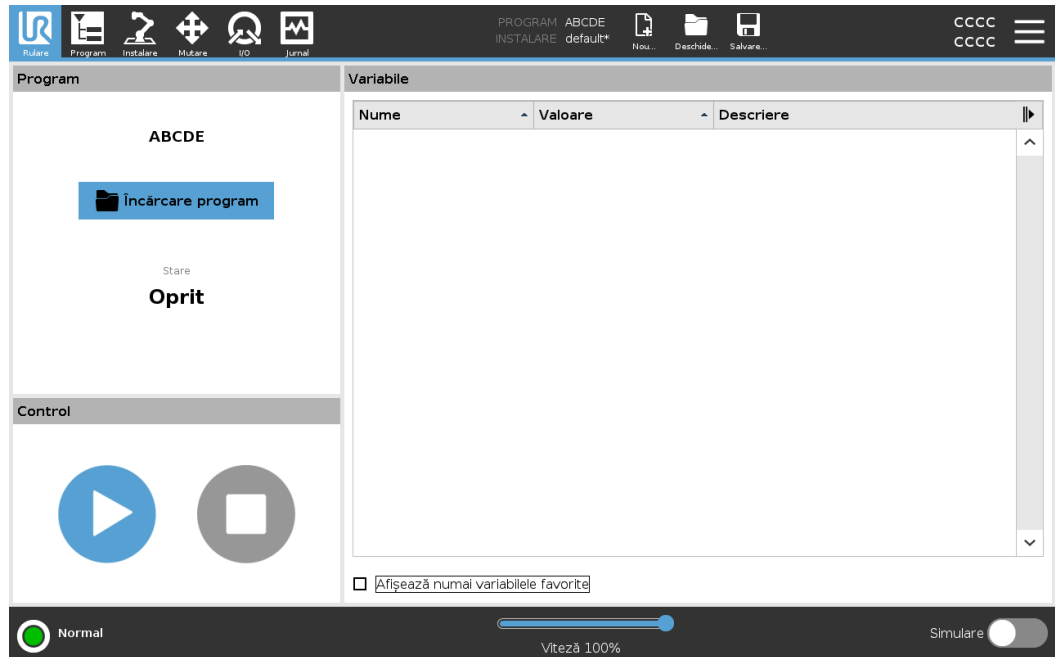 Rulare
Program
Instalare
Mutare
I/O
Jurnal
PROGRAM ABCDE
INSTALARE default*
Nou...
Deschide...
Salvare...
CCCC
CCCC
Program
Variabile
ABCDE
Încărcare program
Stare
Oprit
Nume
Valoare
Descriere
Control
Afișează numai variabilele favorite
Normal
Viteză 100%
Simulare